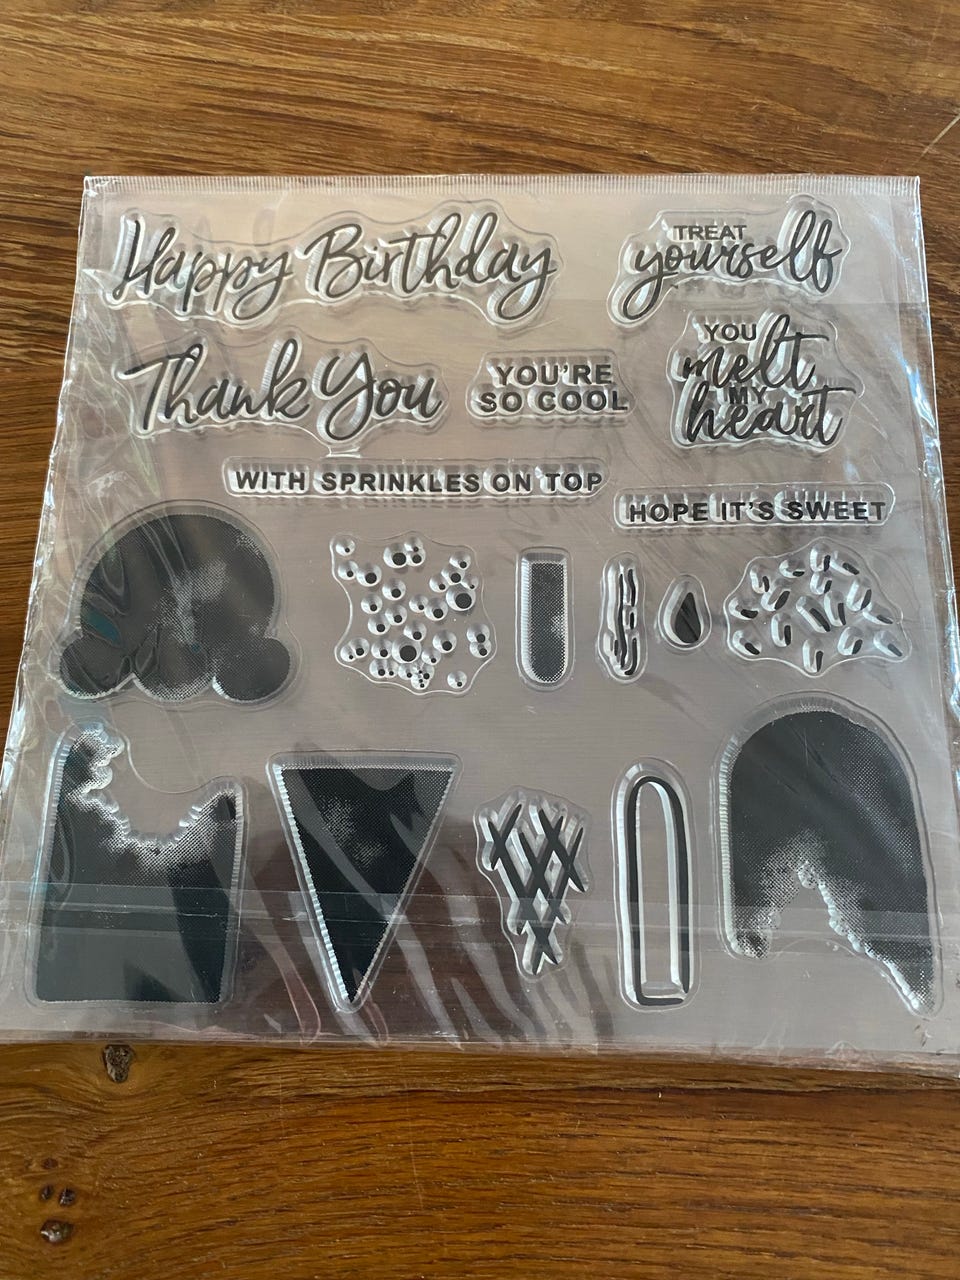 Happy Birthday
TREAT
yourself
Thank You
YOU'RE
SO COOL
YOU
melt
MY
heart
WITH SPRINKLES ON TOP
HOPE IT'S SWEET